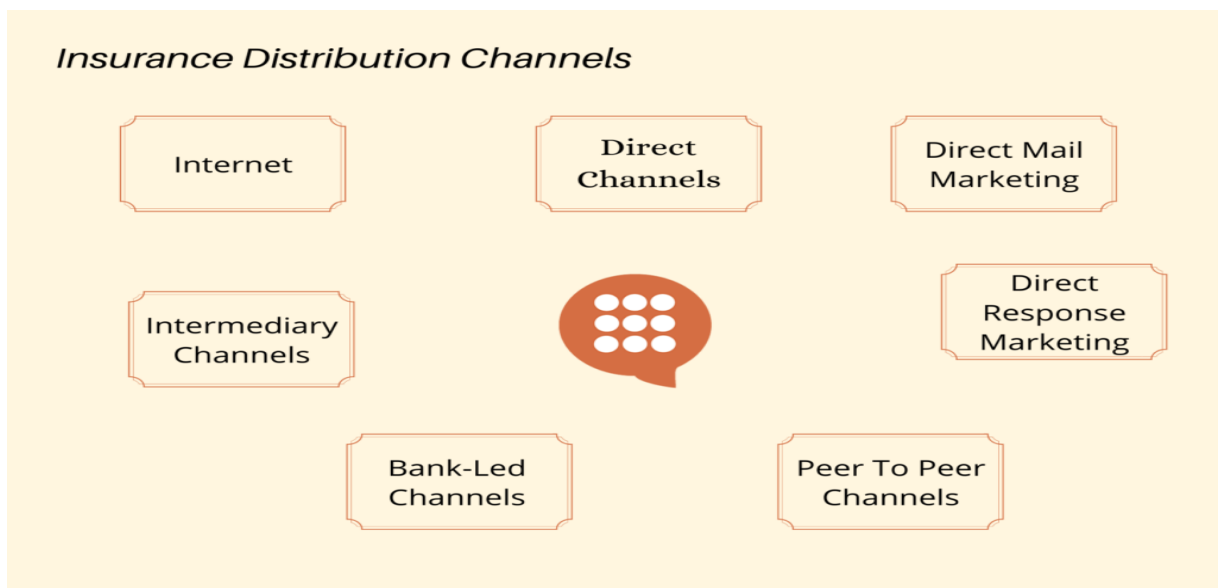 Insurance Distribution Channels
Internet
Direct
Channels
Direct Mail
Marketing
Intermediary
Channels
Direct
Response
Marketing
Bank-Led
Channels
Peer To Peer
Channels